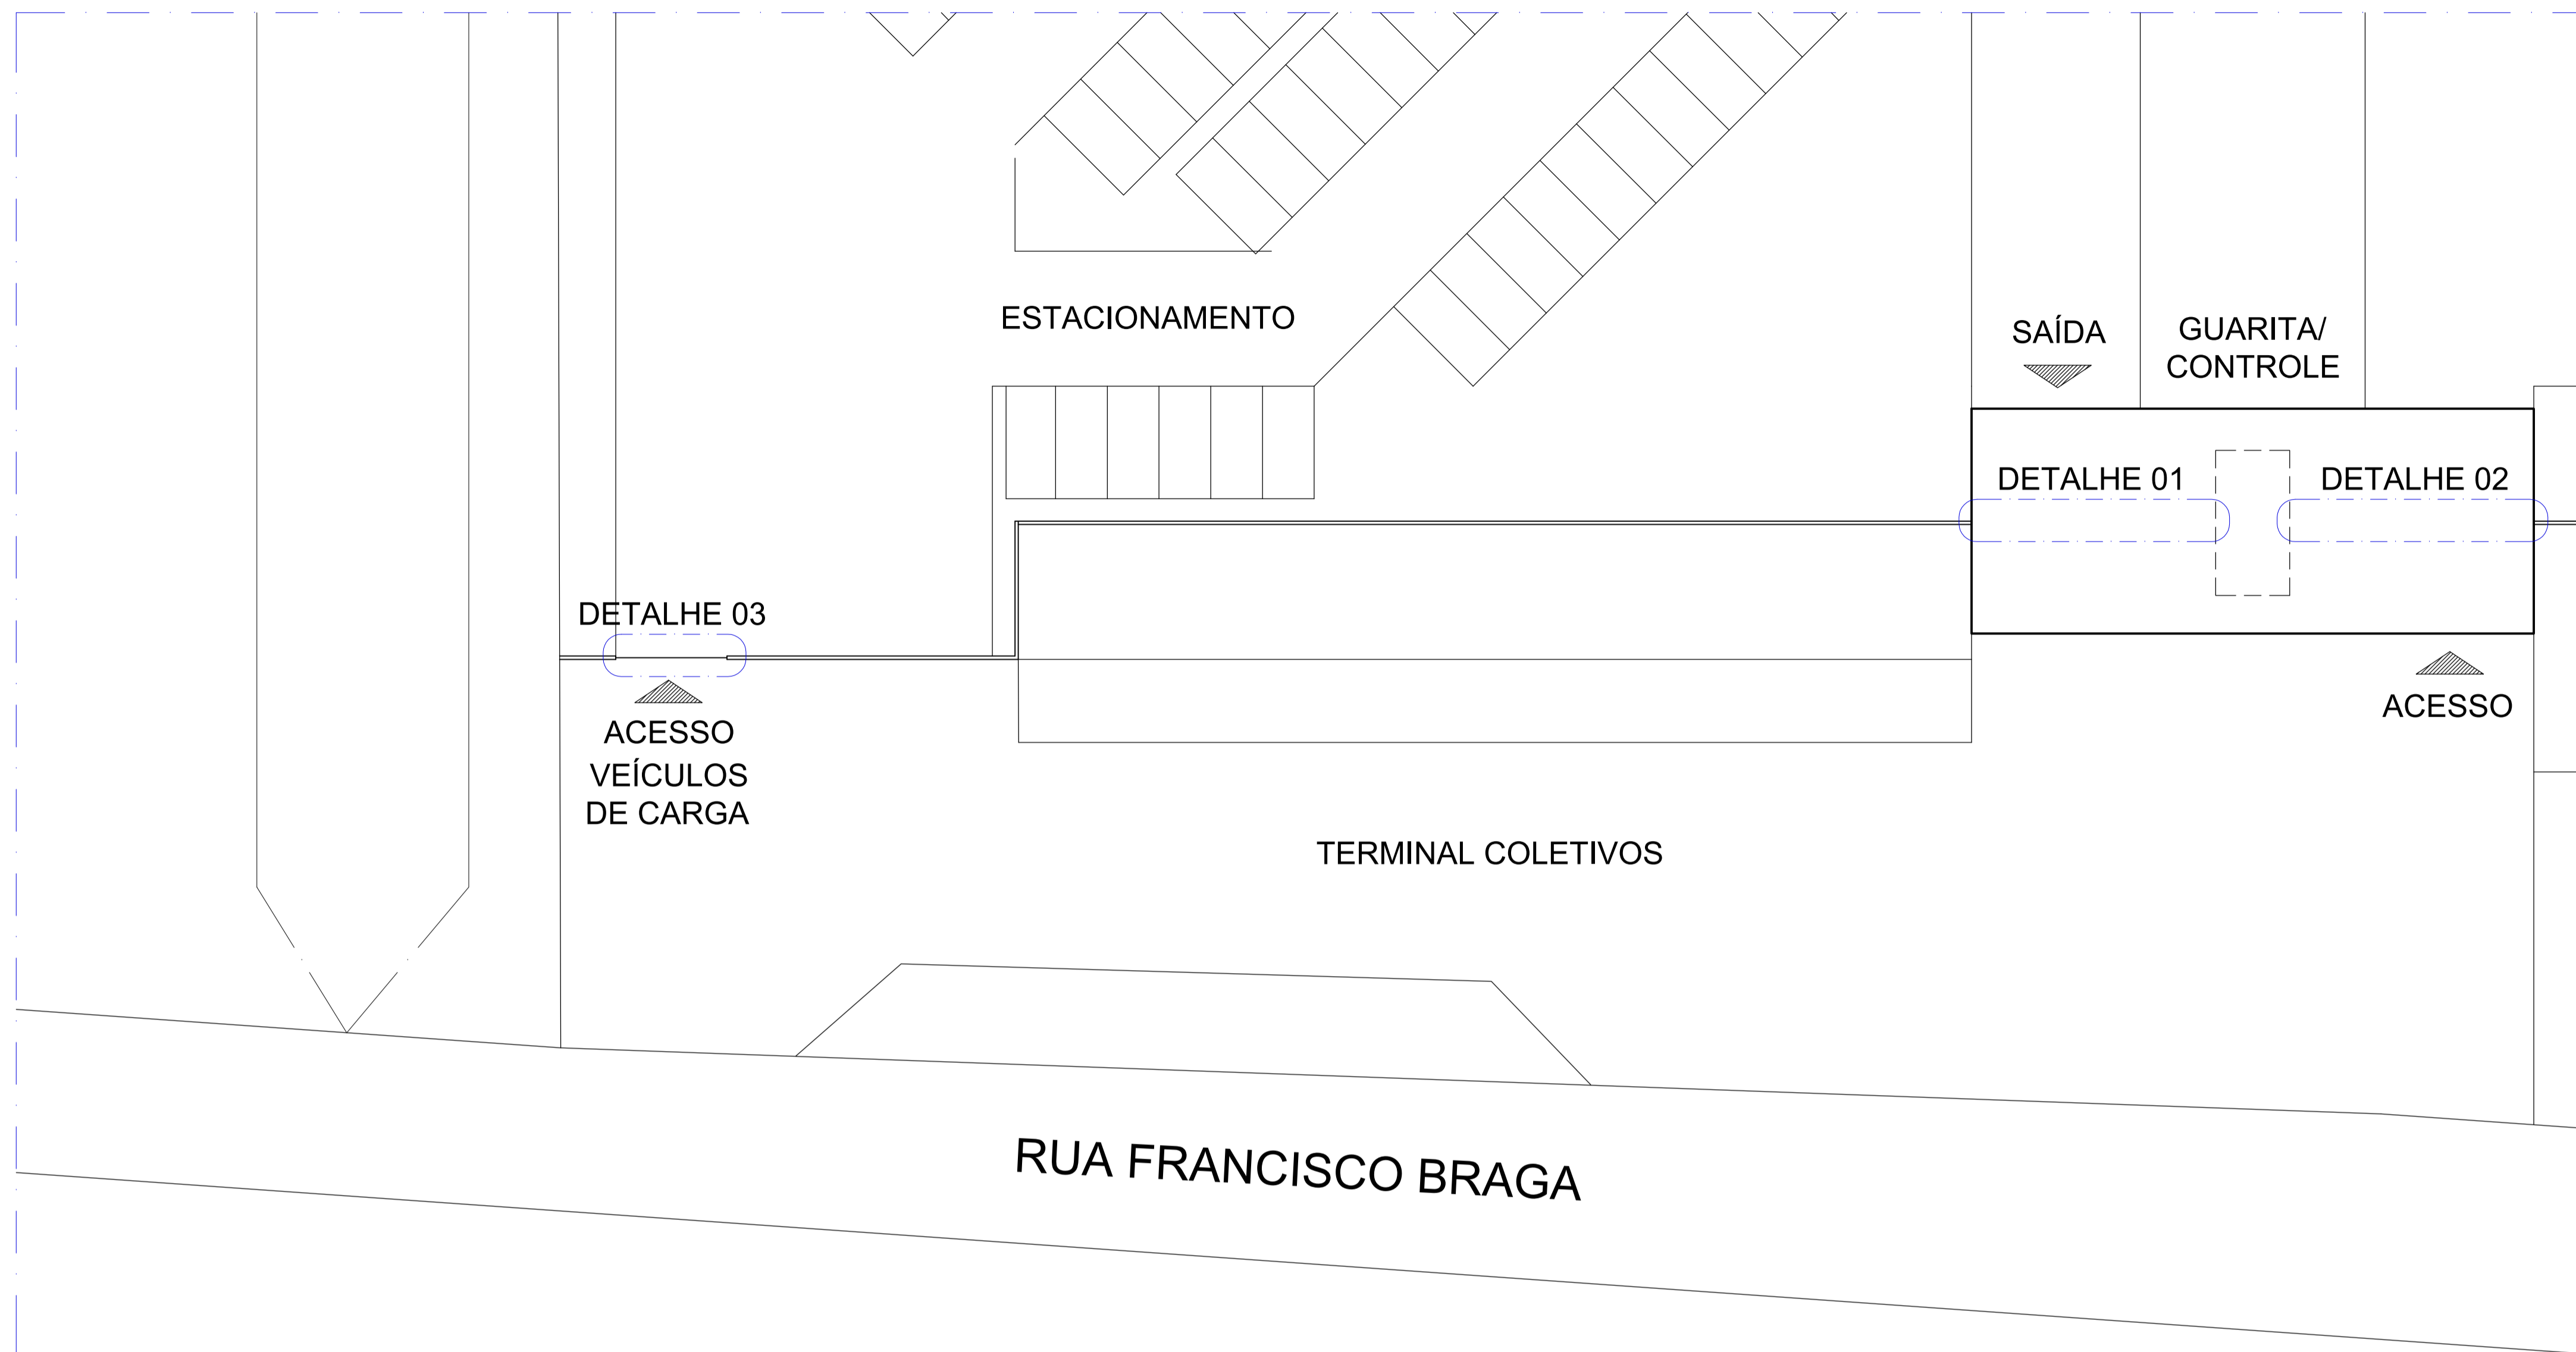 ESTACIONAMENTO
SAÍDA
GUARITA/
CONTROLE
DETALHE 01
DETALHE 02
DETALHE 03
ACESSO
VEÍCULOS
DE CARGA
ACESSO
TERMINAL COLETIVOS
RUA FRANCISCO BRAGA